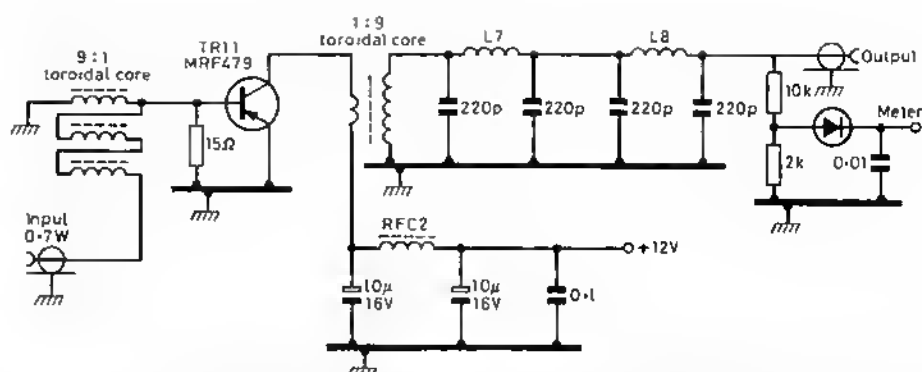 9:1
toroidal core
TR11
MRF479
1:9
toroidal core
L7
L8
Output
10k
Meter
220p
220p
220p
220p
15Ω
2k
0·01
Input
0·7W
RFC2
+12V
10μ
16V
10μ
16V
0·1